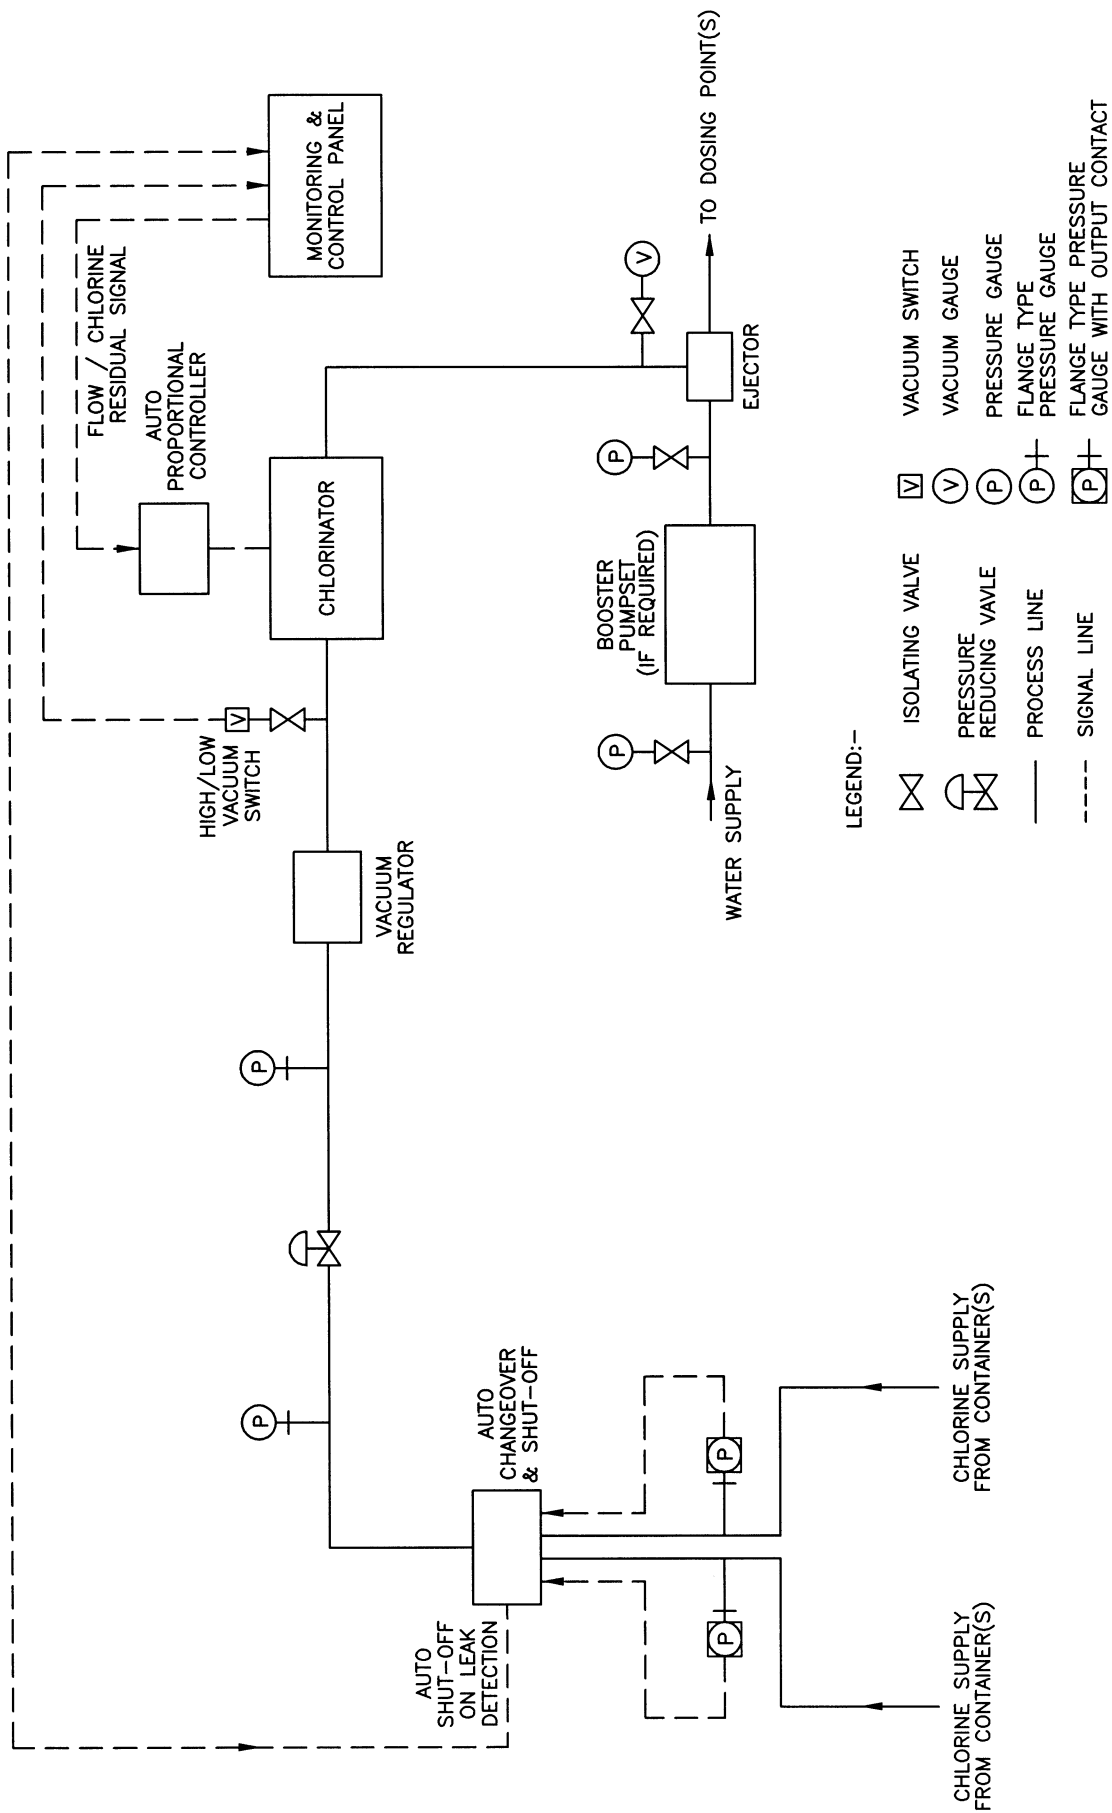 FLOW / CHLORINE
RESIDUAL SIGNAL
MONITORING &
CONTROL PANEL
AUTO
PROPORTIONAL
CONTROLLER
CHLORINATOR
HIGH/LOW
VACUUM
SWITCH
V
VACUUM
REGULATOR
P
P
AUTO
CHANGEOVER
& SHUT-OFF
AUTO
SHUT-OFF
ON LEAK
DETECTION
P
P
CHLORINE SUPPLY
FROM CONTAINER(S)
CHLORINE SUPPLY
FROM CONTAINER(S)
WATER SUPPLY
P
BOOSTER
PUMPSET
(IF REQUIRED)
P
V
EJECTOR
TO DOSING POINT(S)
LEGEND:-
ISOLATING VALVE
PRESSURE
REDUCING VAVLE
PROCESS LINE
SIGNAL LINE
V
VACUUM SWITCH
V
VACUUM GAUGE
P
PRESSURE GAUGE
P
FLANGE TYPE
PRESSURE GAUGE
P
FLANGE TYPE PRESSURE
GAUGE WITH OUTPUT CONTACT